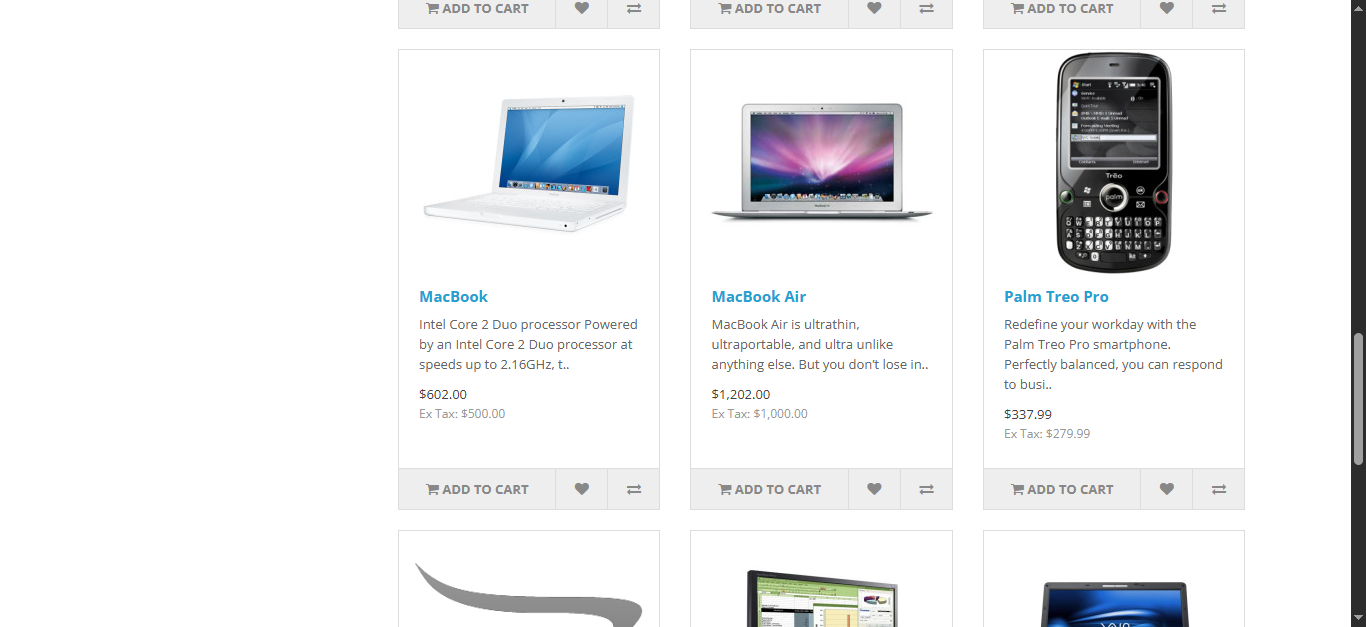 ADD TO CART
ADD TO CART
ADD TO CART
MacBook
Intel Core 2 Duo processor Powered
by an Intel Core 2 Duo processor at
speeds up to 2.16GHz, t..
$602.00
Ex Tax: $500.00
ADD TO CART
MacBook Air
MacBook Air is ultrathin,
ultraportable, and ultra unlike
anything else. But you don’t lose in..
$1,202.00
Ex Tax: $1,000.00
ADD TO CART
Start
Treo
palm
Contacts
Palm Treo Pro
Redefine your workday with the
Palm Treo Pro smartphone.
Perfectly balanced, you can respond
to busi..
$337.99
Ex Tax: $279.99
ADD TO CART